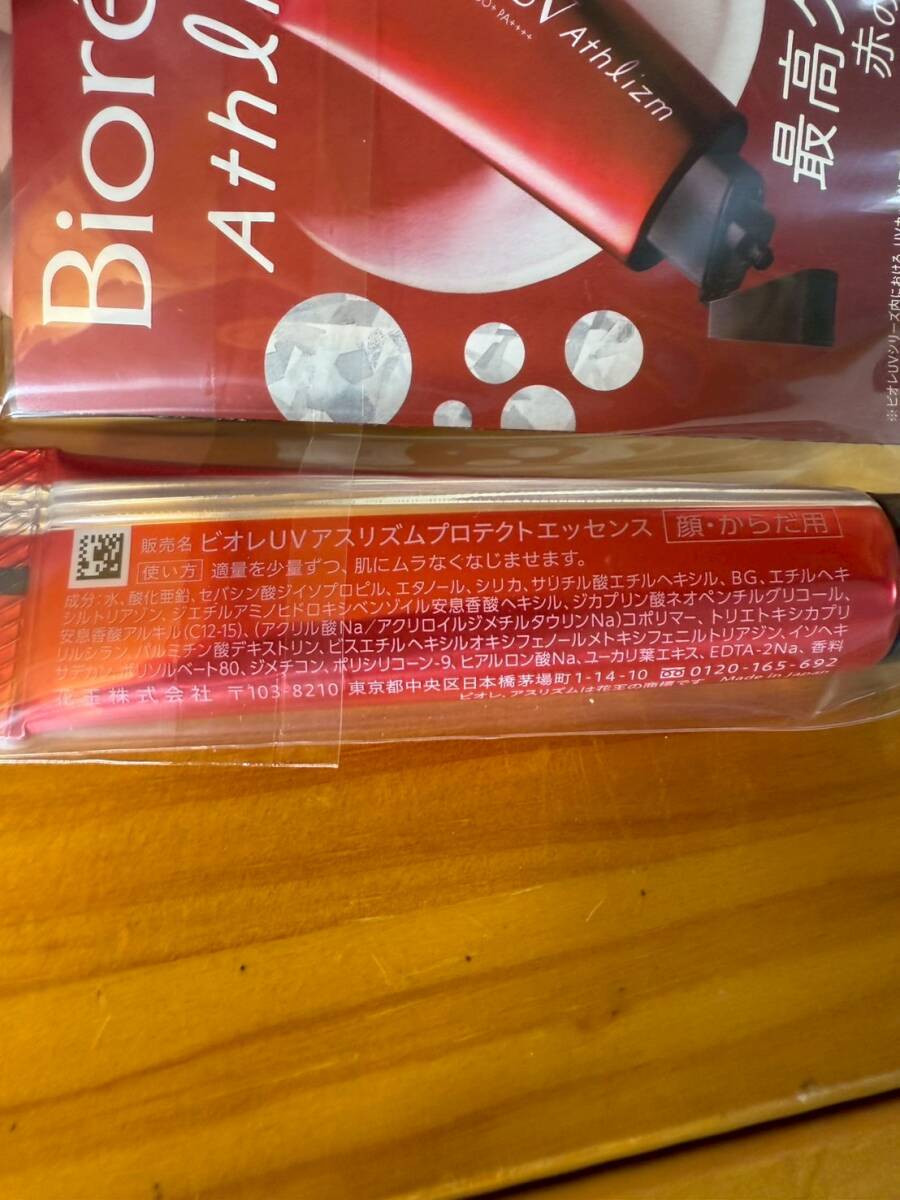 Bioré
Athl
UV Athlizm
PA++++
最高
赤の
※ビオレUVシリーズ内における
販売名 ビオレUVアスリズムプロテクトエッセンス 顔・からだ用
使い方 適量を少量ずつ、肌にムラなくなじませます。
成分:水、酸化亜鉛、セバシン酸ジイソプロピル、エタノール、シリカ、サリチル酸エチルヘキシル、BG、エチルヘキ
シルトリアゾン、ジエチルアミノヒドロキシベンゾイル安息香酸ヘキシル、ジカプリン酸ネオペンチルグリコール、
安息香酸アルキル(C12-15)、(アクリル酸Na/アクリロイルジメチルタウリンNa)コポリマー、トリエトキシカプリ
リルシラン、パルミチン酸デキストリン、ビスエチルヘキシルオキシフェノールメトキシフェニルトリアジン、イソヘキ
サデカン、ポリソルベート80、ジメチコン、ポリシリコーン-9、ヒアルロン酸Na、ユーカリ葉エキス、EDTA-2Na、香料
花王株式会社 〒103-8210 東京都中央区日本橋茅場町1-14-10 0120-165-692
ビオレ、アスリズムは花王の商標です Made in Japan